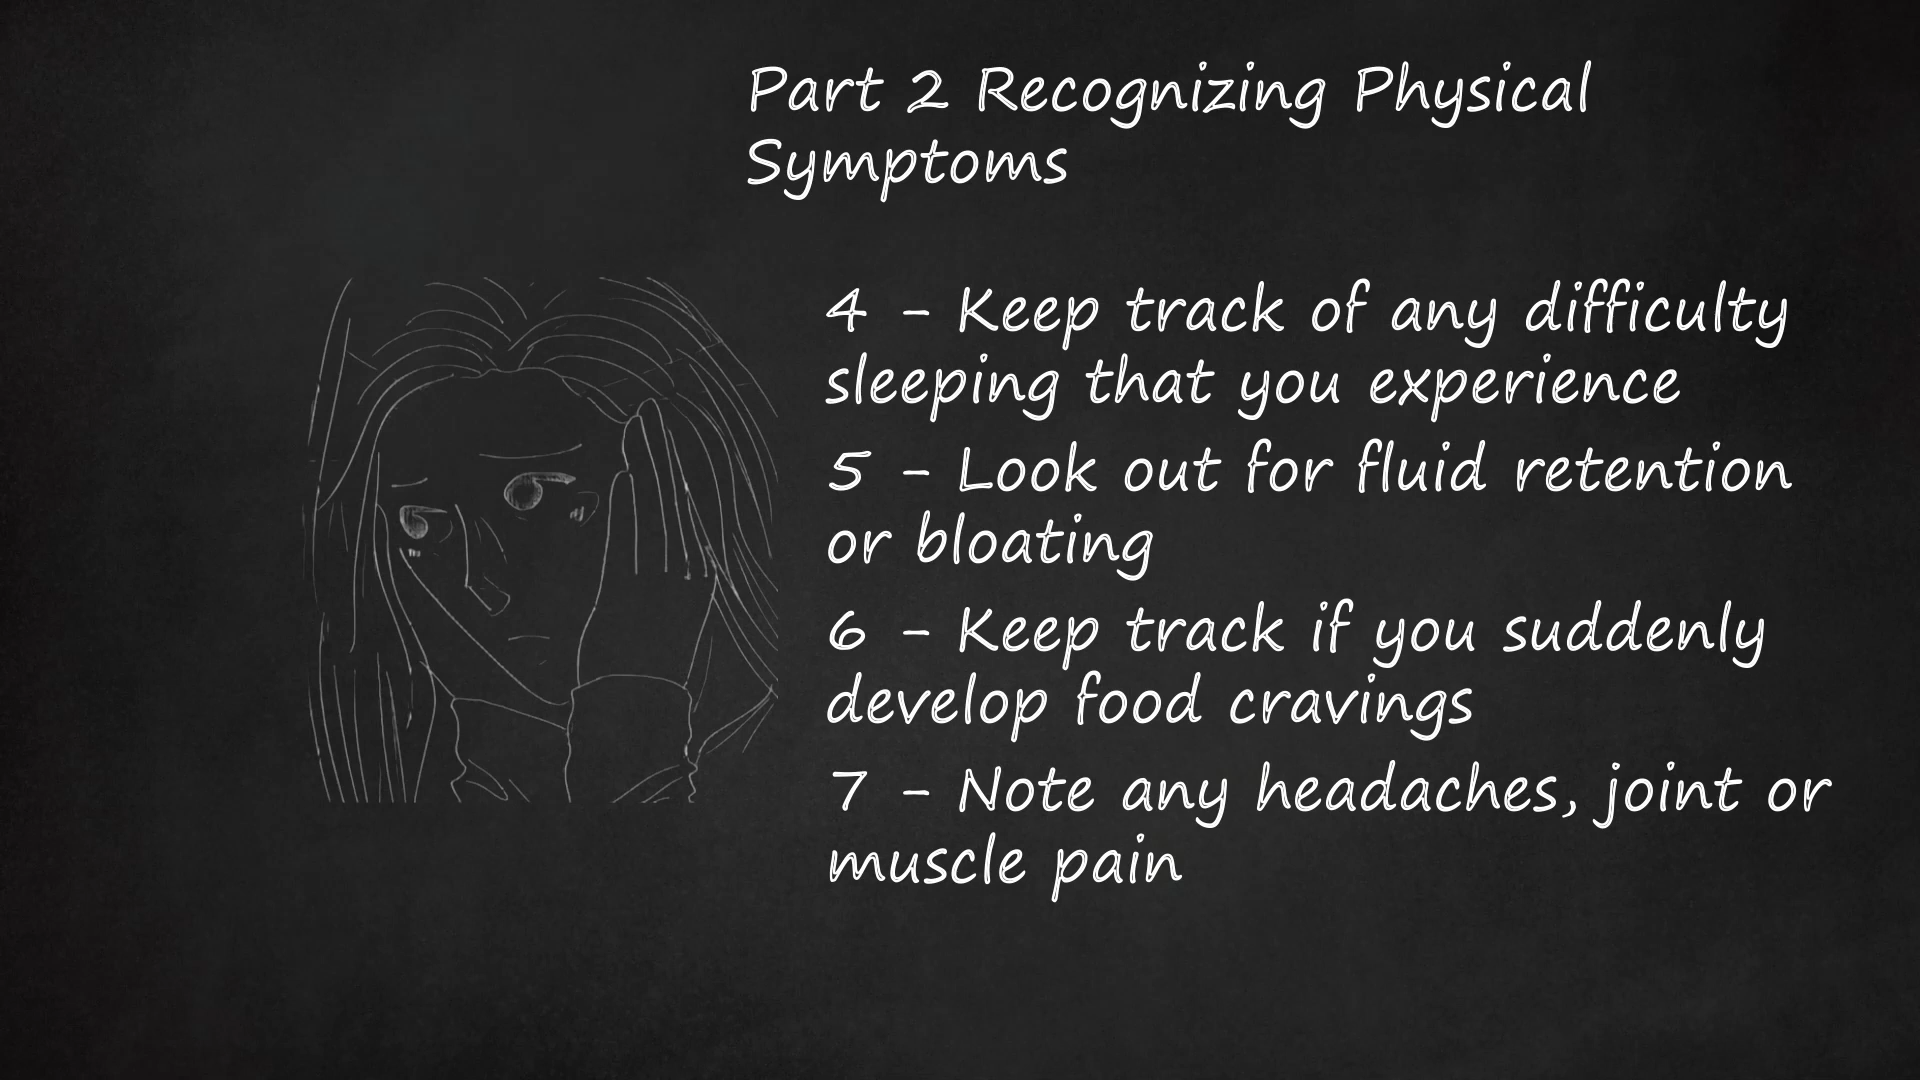 Part 2 Recognizing Physical
Symptoms
4 - Keep track of any difficulty
sleeping that you experience
5 - Look out for fluid retention
or bloating
6 - Keep track if you suddenly
develop food cravings
7 - Note any headaches, joint or
muscle pain